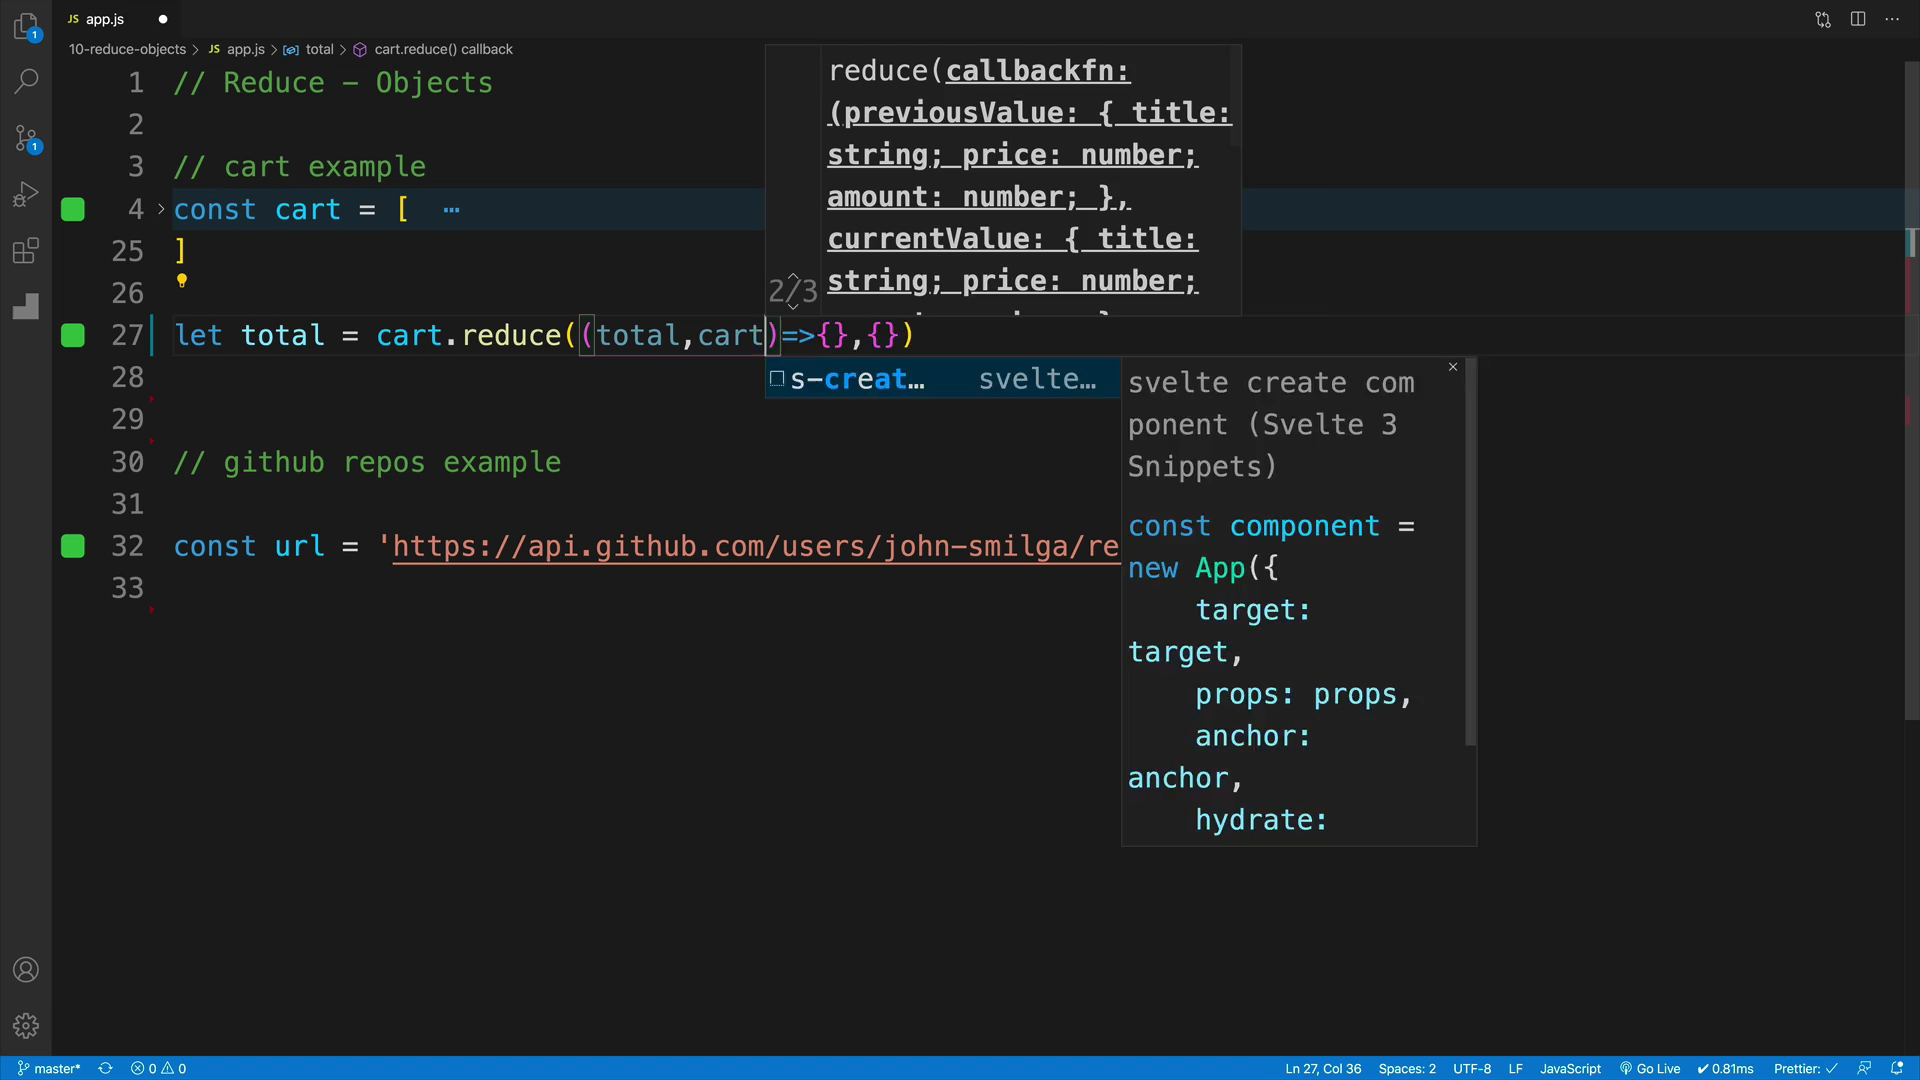 JS app.js
10-reduce-objects > JS app.js > total > cart.reduce() callback
1 // Reduce - Objects
2
3 // cart example
4 const cart = [ …
25 ]
26
27 let total = cart.reduce((total,cart)=>{},{})
28
29
30 // github repos example
31
32 const url = 'https://api.github.com/users/john-smilga/re
33
reduce(callbackfn:
(previousValue: { title:
string; price: number;
amount: number; },
currentValue: { title:
string; price: number;
2/3
s-creat… svelte…
svelte create com
ponent (Svelte 3
Snippets)
const component =
new App({
target:
target,
props: props,
anchor:
anchor,
hydrate:
1
1
master* 0 0 Ln 27, Col 36 Spaces: 2 UTF-8 LF JavaScript Go Live ✓ 0.81ms Prettier: ✓